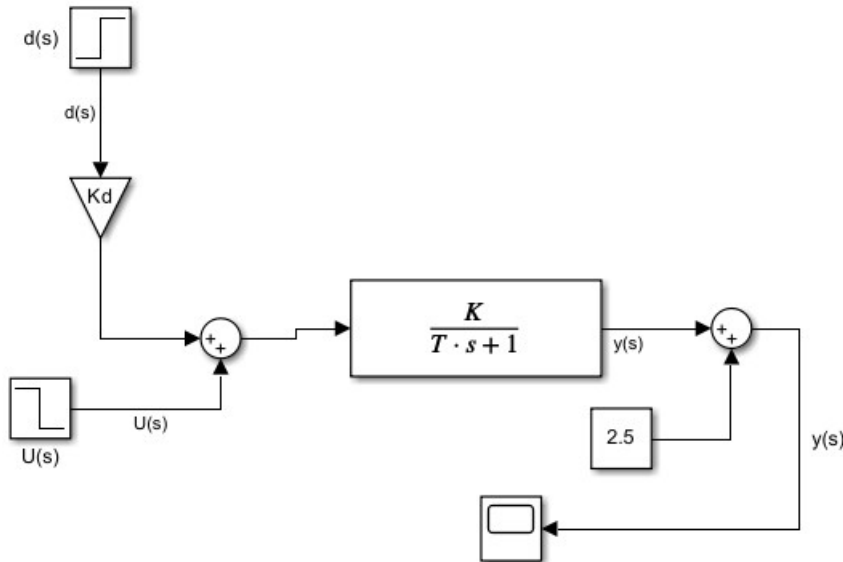 d(s)
d(s)
Kd
+
+
U(s)
U(s)
K
T · s + 1
y(s)
+
+
2.5
y(s)